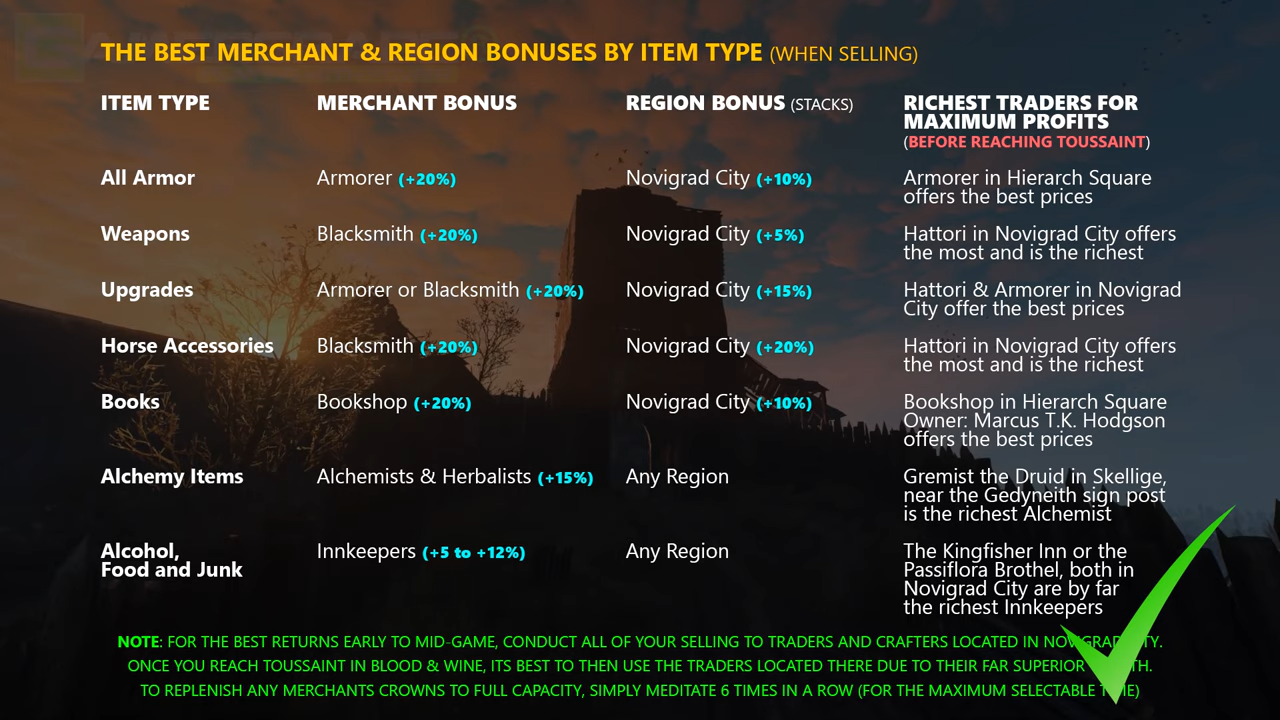 THE BEST MERCHANT & REGION BONUSES BY ITEM TYPE (WHEN SELLING)
ITEM TYPE
MERCHANT BONUS
REGION BONUS (STACKS)
RICHEST TRADERS FOR
MAXIMUM PROFITS
(BEFORE REACHING TOUSSAINT)
All Armor
Armorer (+20%)
Novigrad City (+10%)
Armorer in Hierarch Square
offers the best prices
Weapons
Blacksmith (+20%)
Novigrad City (+5%)
Hattori in Novigrad City offers
the most and is the richest
Upgrades
Armorer or Blacksmith (+20%)
Novigrad City (+15%)
Hattori & Armorer in Novigrad
City offer the best prices
Horse Accessories
Blacksmith (+20%)
Novigrad City (+20%)
Hattori in Novigrad City offers
the most and is the richest
Books
Bookshop (+20%)
Novigrad City (+10%)
Bookshop in Hierarch Square
Owner: Marcus T.K. Hodgson
offers the best prices
Alchemy Items
Alchemists & Herbalists (+15%)
Any Region
Gremist the Druid in Skellige,
near the Gedyneith sign post
is the richest Alchemist
Alcohol,
Food and Junk
Innkeepers (+5 to +12%)
Any Region
The Kingfisher Inn or the
Passiflora Brothel, both in
Novigrad City are by far
the richest Innkeepers
NOTE: FOR THE BEST RETURNS EARLY TO MID-GAME, CONDUCT ALL OF YOUR SELLING TO TRADERS AND CRAFTERS LOCATED IN NOVIGRAD CITY.
ONCE YOU REACH TOUSSAINT IN BLOOD & WINE, ITS BEST TO THEN USE THE TRADERS LOCATED THERE DUE TO THEIR FAR SUPERIOR
TO REPLENISH ANY MERCHANTS CROWNS TO FULL CAPACITY, SIMPLY MEDITATE 6 TIMES IN A ROW (FOR THE MAXIMUM SELECTABLE TIME)